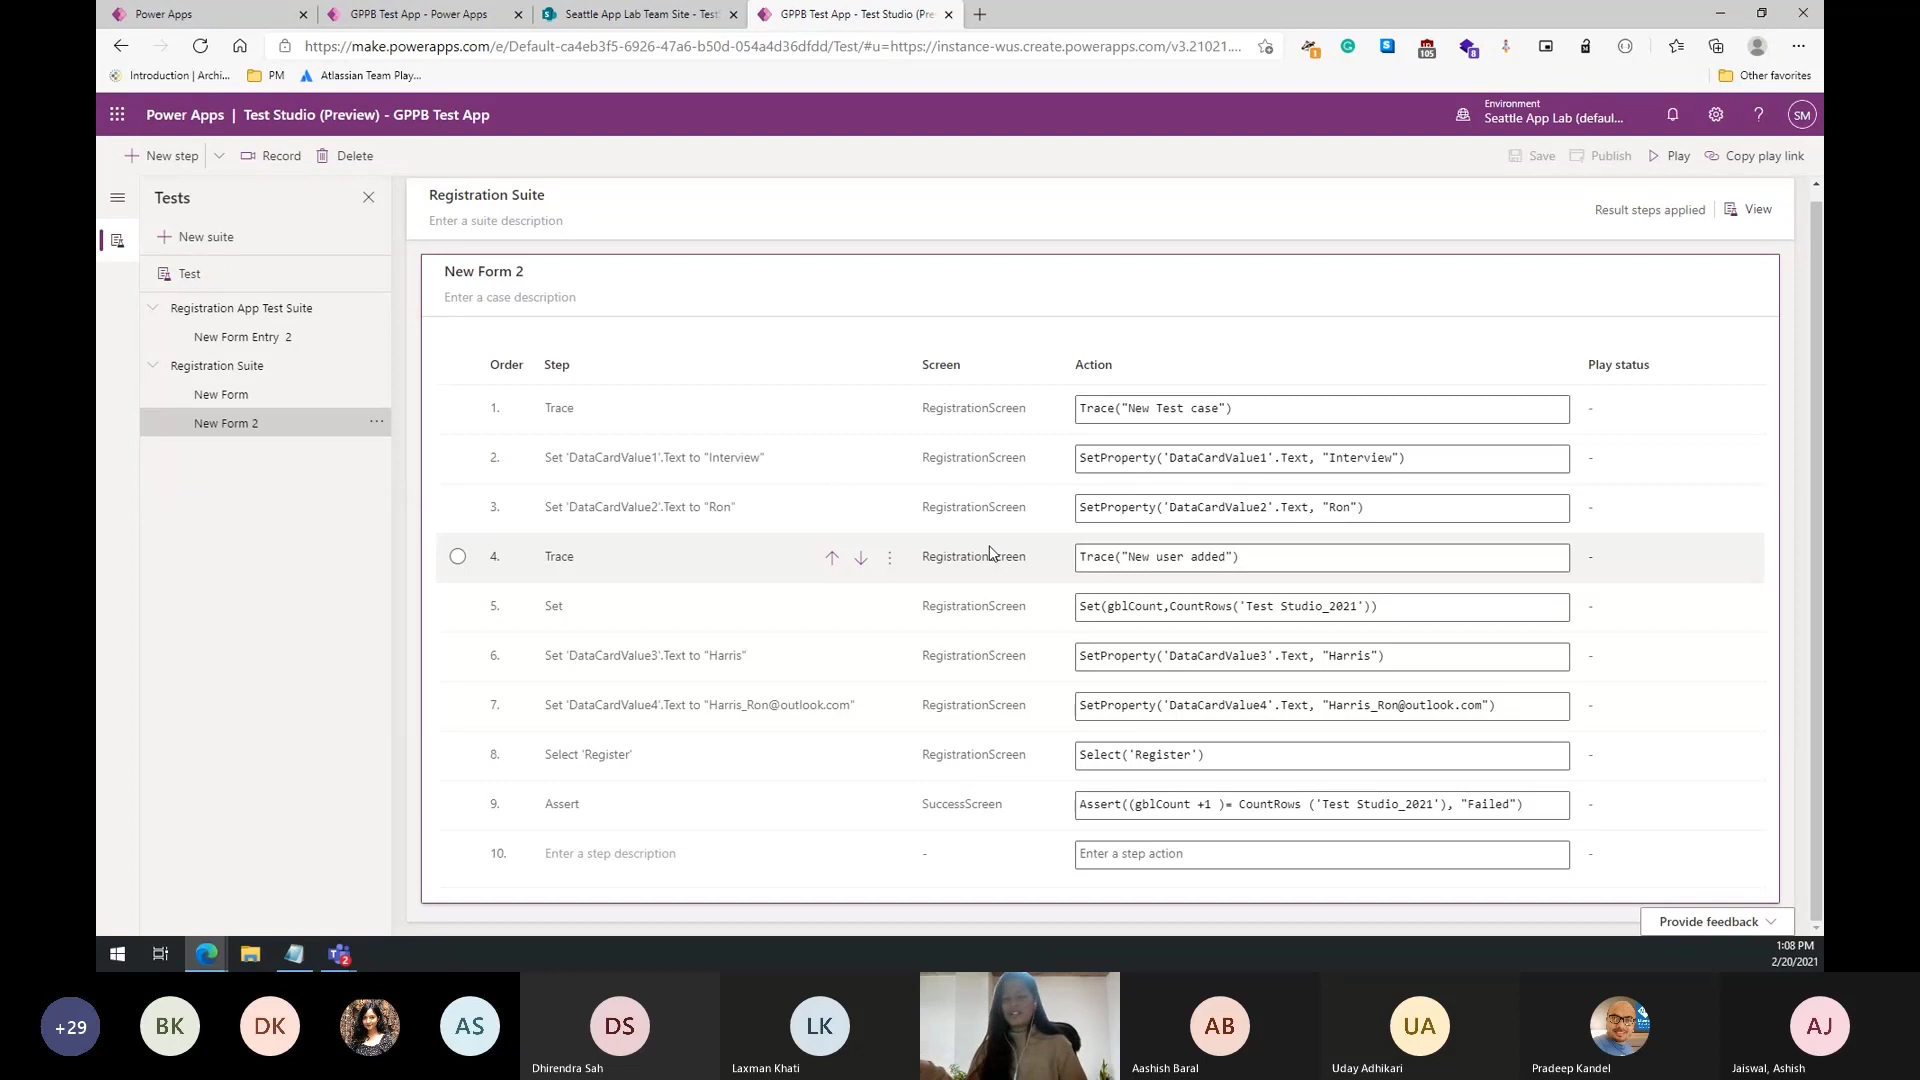 Power Apps
GPPB Test App - Power Apps
Seattle App Lab Team Site - Test
GPPB Test App - Test Studio (Pre
https://make.powerapps.com/e/Default-ca4eb3f5-6926-47a6-b50d-054a4d36dfdd/Test/#u=https://instance-wus.create.powerapps.com/v3.21021....
1
105
8
Introduction | Archi...
PM
Atlassian Team Play...
Other favorites
Power Apps | Test Studio (Preview) - GPPB Test App
Environment
Seattle App Lab (defaul...
?
SM
New step
Record
Delete
Save
Publish
Play
Copy play link
Tests
New suite
Test
Registration App Test Suite
New Form Entry 2
Registration Suite
New Form
New Form 2
...
Registration Suite
Enter a suite description
Result steps applied
View
New Form 2
Enter a case description
Order Step Screen Action Play status
1. Trace RegistrationScreen Trace("New Test case") -
2. Set 'DataCardValue1'.Text to "Interview" RegistrationScreen SetProperty('DataCardValue1'.Text, "Interview") -
3. Set 'DataCardValue2'.Text to "Ron" RegistrationScreen SetProperty('DataCardValue2'.Text, "Ron") -
4. Trace RegistrationScreen Trace("New user added") -
5. Set RegistrationScreen Set(gblCount,CountRows('Test Studio_2021')) -
6. Set 'DataCardValue3'.Text to "Harris" RegistrationScreen SetProperty('DataCardValue3'.Text, "Harris") -
7. Set 'DataCardValue4'.Text to "Harris_Ron@outlook.com" RegistrationScreen SetProperty('DataCardValue4'.Text, "Harris_Ron@outlook.com") -
8. Select 'Register' RegistrationScreen Select('Register') -
9. Assert SuccessScreen Assert((gblCount +1 )= CountRows ('Test Studio_2021'), "Failed") -
10. Enter a step description - Enter a step action -
Provide feedback
2
1:08 PM
2/20/2021
+29
BK
DK
AS
DS
Dhirendra Sah
LK
Laxman Khati
AB
Aashish Baral
UA
Uday Adhikari
Pradeep Kandel
AJ
Jaiswal, Ashish